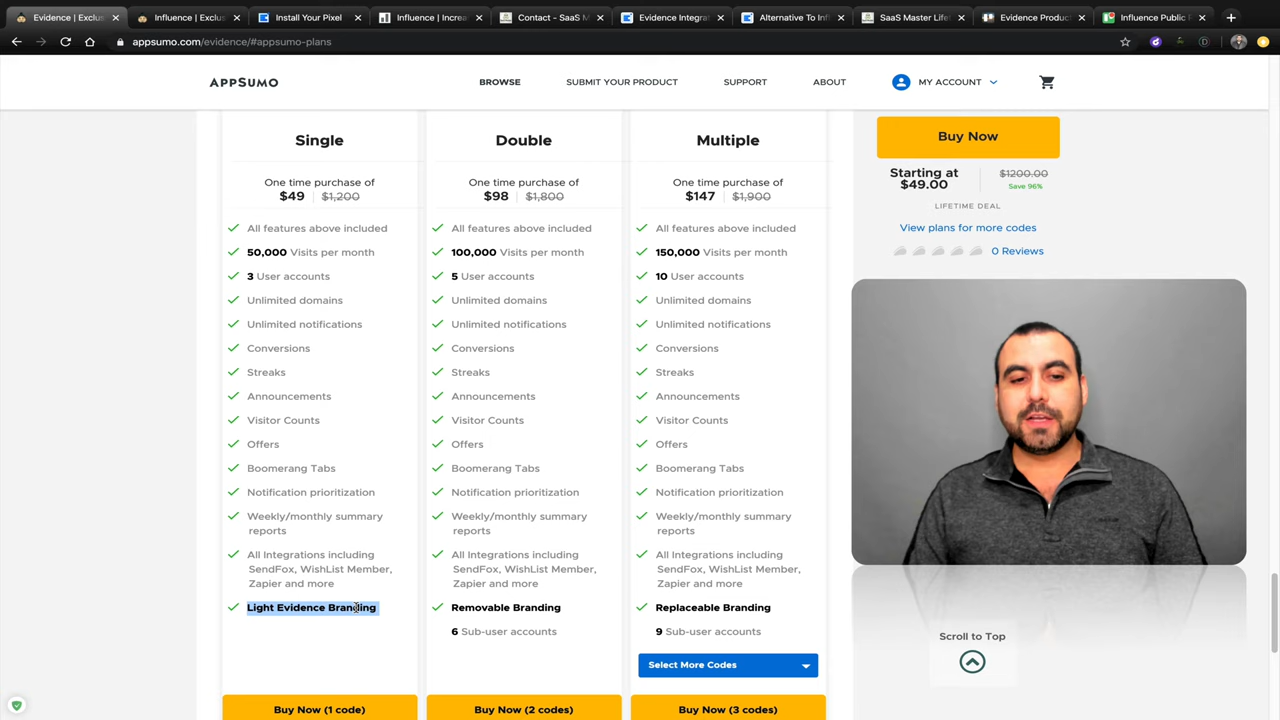 Evidence | Exclus
Influence | Exclus
Install Your Pixel
Influence | Increa
Contact - SaaS M
Evidence Integrat
Alternative To Infl
SaaS Master Lifet
Evidence Product
Influence Public R
appsumo.com/evidence/#appsumo-plans
APPSUMO
BROWSE
SUBMIT YOUR PRODUCT
SUPPORT
ABOUT
MY ACCOUNT
Single
One time purchase of
$49 | $1,200
All features above included
50,000 Visits per month
3 User accounts
Unlimited domains
Unlimited notifications
Conversions
Streaks
Announcements
Visitor Counts
Offers
Boomerang Tabs
Notification prioritization
Weekly/monthly summary
reports
All Integrations including
SendFox, WishList Member,
Zapier and more
Light Evidence Branding
Buy Now (1 code)
Double
One time purchase of
$98 | $1,800
All features above included
100,000 Visits per month
5 User accounts
Unlimited domains
Unlimited notifications
Conversions
Streaks
Announcements
Visitor Counts
Offers
Boomerang Tabs
Notification prioritization
Weekly/monthly summary
reports
All Integrations including
SendFox, WishList Member,
Zapier and more
Removable Branding
6 Sub-user accounts
Buy Now (2 codes)
Multiple
One time purchase of
$147 | $1,900
All features above included
150,000 Visits per month
10 User accounts
Unlimited domains
Unlimited notifications
Conversions
Streaks
Announcements
Visitor Counts
Offers
Boomerang Tabs
Notification prioritization
Weekly/monthly summary
reports
All Integrations including
SendFox, WishList Member,
Zapier and more
Replaceable Branding
9 Sub-user accounts
Select More Codes
Buy Now (3 codes)
Buy Now
Starting at
$49.00
$1200.00
Save 96%
LIFETIME DEAL
View plans for more codes
0 Reviews
Scroll to Top